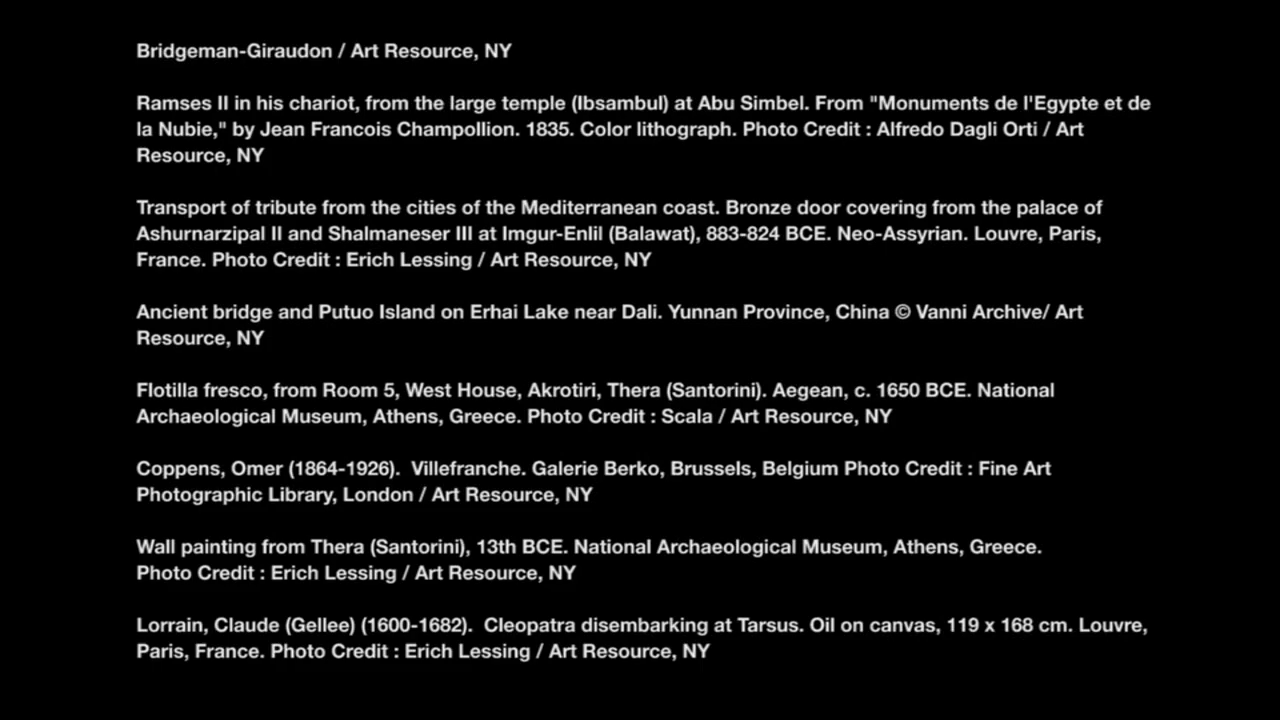 Bridgeman-Giraudon / Art Resource, NY
Ramses II in his chariot, from the large temple (Ibsambul) at Abu Simbel. From "Monuments de l'Egypte et de
la Nubie," by Jean Francois Champollion. 1835. Color lithograph. Photo Credit : Alfredo Dagli Orti / Art
Resource, NY
Transport of tribute from the cities of the Mediterranean coast. Bronze door covering from the palace of
Ashurnarzipal II and Shalmaneser III at Imgur-Enlil (Balawat), 883-824 BCE. Neo-Assyrian. Louvre, Paris,
France. Photo Credit : Erich Lessing / Art Resource, NY
Ancient bridge and Putuo Island on Erhai Lake near Dali. Yunnan Province, China © Vanni Archive/ Art
Resource, NY
Flotilla fresco, from Room 5, West House, Akrotiri, Thera (Santorini). Aegean, c. 1650 BCE. National
Archaeological Museum, Athens, Greece. Photo Credit : Scala / Art Resource, NY
Coppens, Omer (1864-1926).  Villefranche. Galerie Berko, Brussels, Belgium Photo Credit : Fine Art
Photographic Library, London / Art Resource, NY
Wall painting from Thera (Santorini), 13th BCE. National Archaeological Museum, Athens, Greece.
Photo Credit : Erich Lessing / Art Resource, NY
Lorrain, Claude (Gellee) (1600-1682).  Cleopatra disembarking at Tarsus. Oil on canvas, 119 x 168 cm. Louvre,
Paris, France. Photo Credit : Erich Lessing / Art Resource, NY